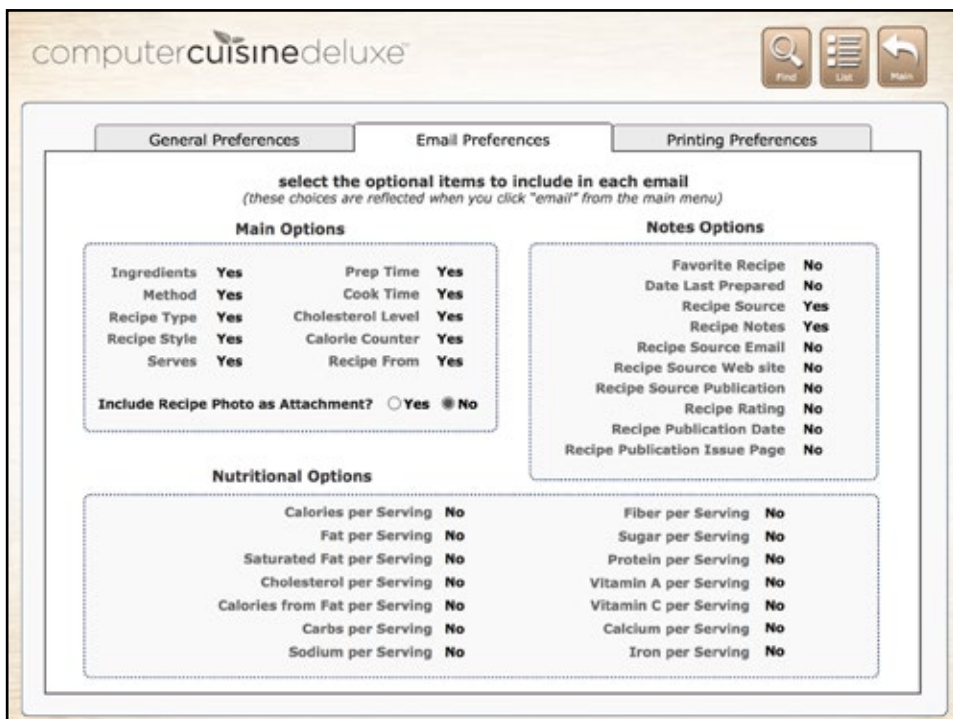 computercuisinedeluxe™
Find
List
Main
General Preferences
Email Preferences
Printing Preferences
select the optional items to include in each email
(these choices are reflected when you click "email" from the main menu)
Main Options
Ingredients Yes
Method Yes
Recipe Type Yes
Recipe Style Yes
Serves Yes
Prep Time Yes
Cook Time Yes
Cholesterol Level Yes
Calorie Counter Yes
Recipe From Yes
Include Recipe Photo as Attachment? Yes No
Notes Options
Favorite Recipe No
Date Last Prepared No
Recipe Source Yes
Recipe Notes Yes
Recipe Source Email No
Recipe Source Web site No
Recipe Source Publication No
Recipe Rating No
Recipe Publication Date No
Recipe Publication Issue Page No
Nutritional Options
Calories per Serving No
Fat per Serving No
Saturated Fat per Serving No
Cholesterol per Serving No
Calories from Fat per Serving No
Carbs per Serving No
Sodium per Serving No
Fiber per Serving No
Sugar per Serving No
Protein per Serving No
Vitamin A per Serving No
Vitamin C per Serving No
Calcium per Serving No
Iron per Serving No